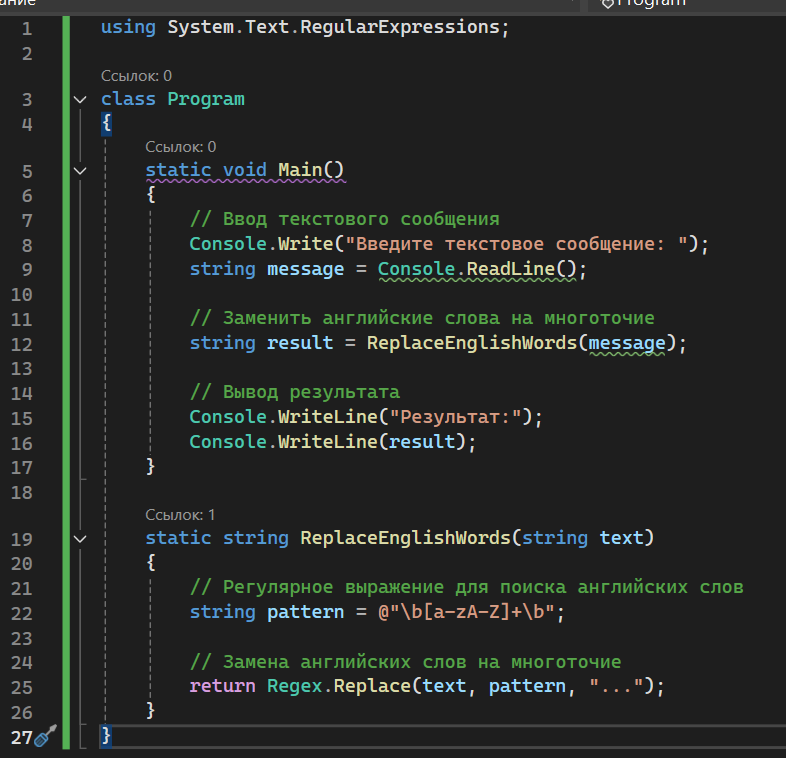 ание Program
1 using System.Text.RegularExpressions;
2
Ссылок: 0
3 class Program
4 {
Ссылок: 0
5 static void Main()
6 {
7 // Ввод текстового сообщения
8 Console.Write("Введите текстовое сообщение: ");
9 string message = Console.ReadLine();
10
11 // Заменить английские слова на многоточие
12 string result = ReplaceEnglishWords(message);
13
14 // Вывод результата
15 Console.WriteLine("Результат:");
16 Console.WriteLine(result);
17 }
18
Ссылок: 1
19 static string ReplaceEnglishWords(string text)
20 {
21 // Регулярное выражение для поиска английских слов
22 string pattern = @"\b[a-zA-Z]+\b";
23
24 // Замена английских слов на многоточие
25 return Regex.Replace(text, pattern, "...");
26 }
27 }